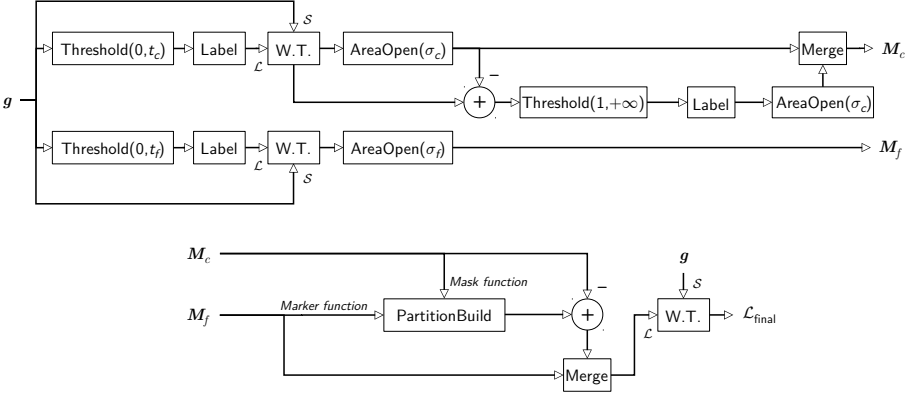 S
Threshold(0, t_c) Label L W.T. AreaOpen(σ_c) Merge M_c
−
g + Threshold(1,+∞) Label AreaOpen(σ_c)
Threshold(0, t_f) Label L W.T. AreaOpen(σ_f) M_f
S
M_c g
Mask function − S
M_f Marker function PartitionBuild + L W.T. L_final
Merge